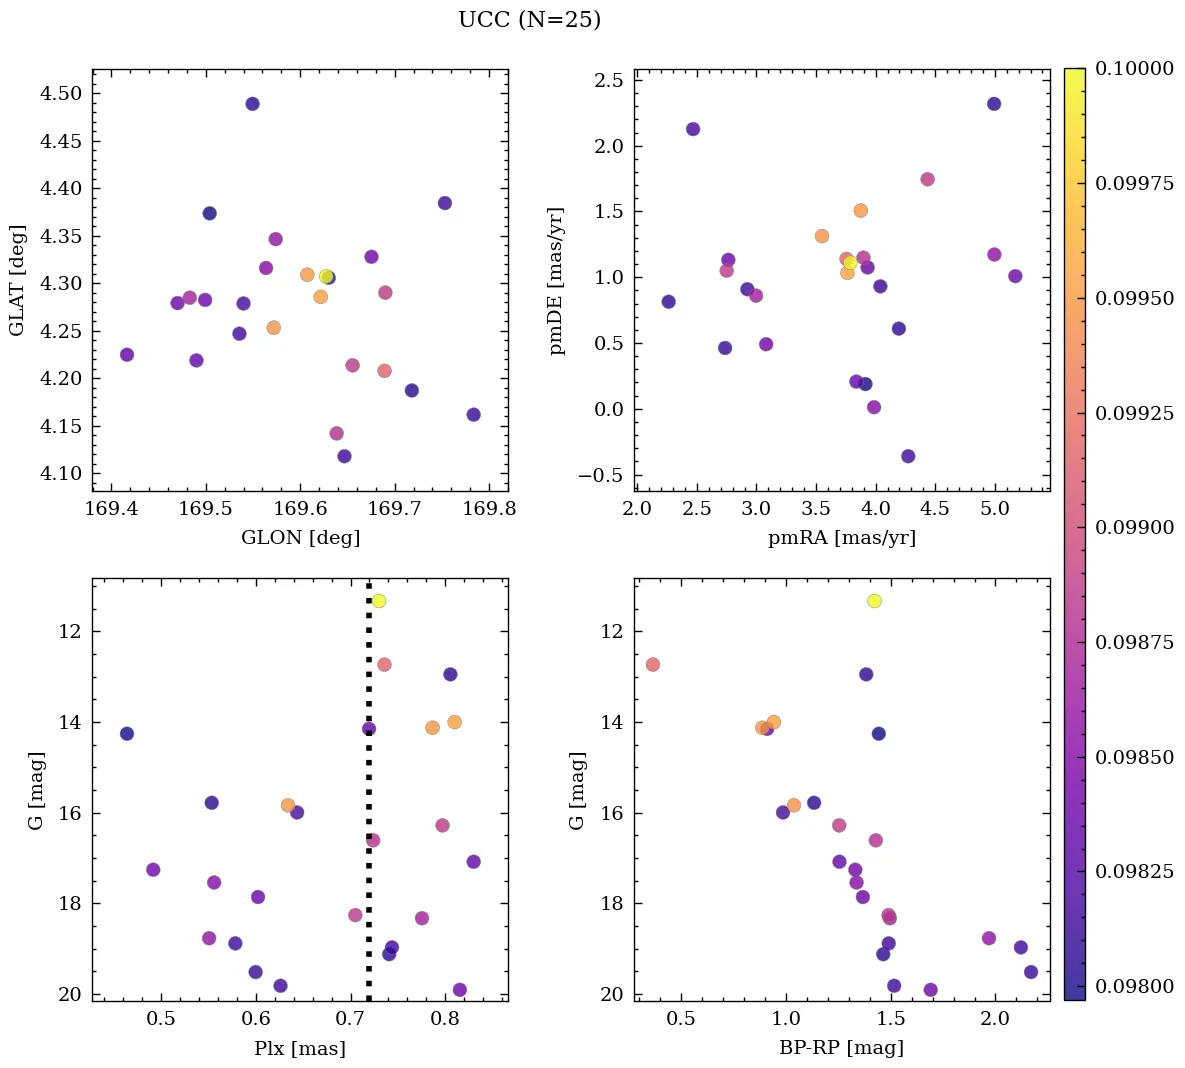 UCC (N=25)
4.50
4.45
4.40
4.35
4.30
4.25
4.20
4.15
4.10
GLAT [deg]
169.4 169.5 169.6 169.7 169.8
GLON [deg]
2.5
2.0
1.5
1.0
0.5
0.0
−0.5
pmDE [mas/yr]
2.0 2.5 3.0 3.5 4.0 4.5 5.0
pmRA [mas/yr]
12
14
16
18
20
G [mag]
0.5 0.6 0.7 0.8
Plx [mas]
12
14
16
18
20
G [mag]
0.5 1.0 1.5 2.0
BP-RP [mag]
0.10000
0.09975
0.09950
0.09925
0.09900
0.09875
0.09850
0.09825
0.09800